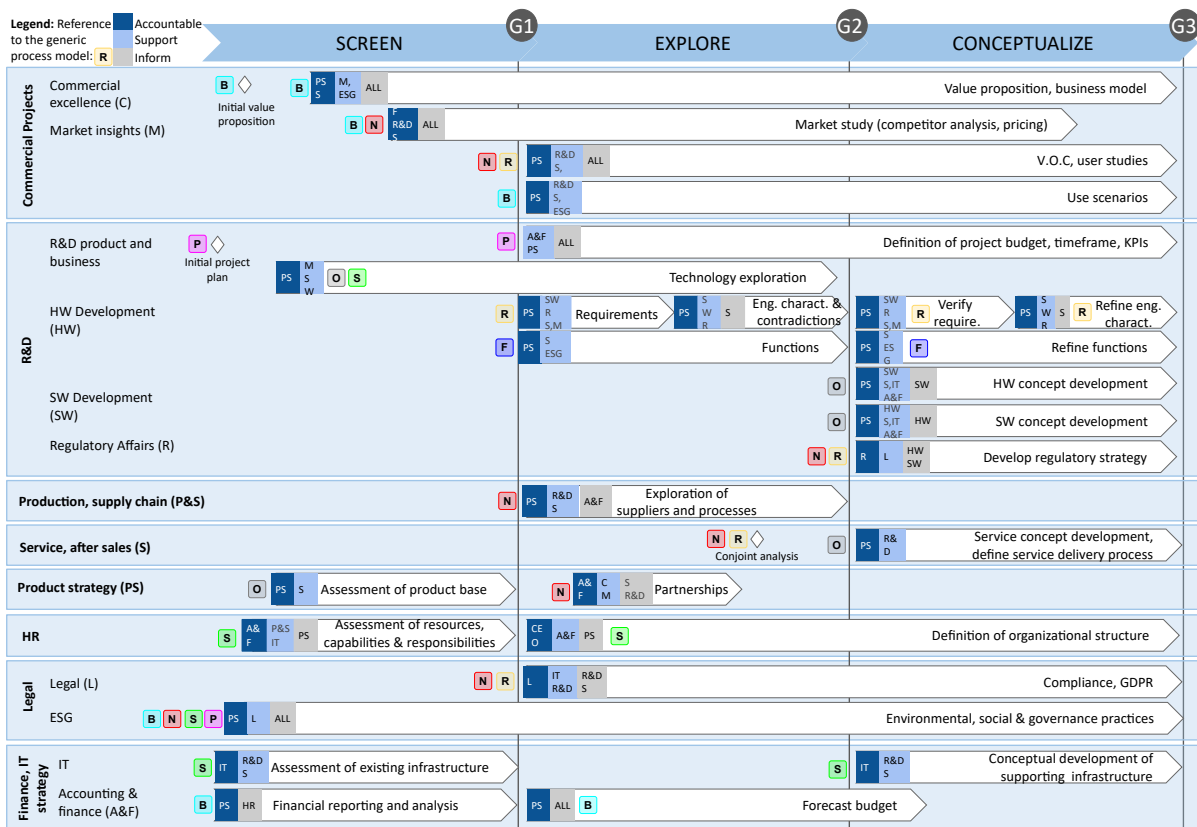 Legend: Reference
to the generic
process model: R
Accountable
Support
Inform
SCREEN
G1
EXPLORE
G2
CONCEPTUALIZE
G3
Commercial Projects
Commercial
excellence (C)
B
Initial value
proposition
B
PS
S
M,
ESG
ALL
Value proposition, business model
Market insights (M)
B
N
F
R&D
S
ALL
Market study (competitor analysis, pricing)
N
R
PS
R&D
S,
ALL
V.O.C, user studies
B
PS
R&D
S,
ESG
Use scenarios
R&D
R&D product and
business
P
Initial project
plan
P
A&F
PS
ALL
Definition of project budget, timeframe, KPIs
PS
M
S
W
O
S
Technology exploration
HW Development
(HW)
R
PS
SW
R
S,M
Requirements
PS
S
W
R
S
Eng. charact. &
contradictions
PS
SW
R
S,M
R
Verify
require.
PS
S
W
R
S
R
Refine eng.
charact.
F
PS
S
ESG
Functions
PS
S
ES
G
F
Refine functions
SW Development
(SW)
O
PS
SW
S,IT
A&F
SW
HW concept development
O
PS
HW
S,IT
A&F
HW
SW concept development
Regulatory Affairs (R)
N
R
R
L
HW
SW
Develop regulatory strategy
Production, supply chain (P&S)
N
PS
R&D
S
A&F
Exploration of
suppliers and processes
Service, after sales (S)
N
R
Conjoint analysis
O
PS
R&
D
Service concept development,
define service delivery process
Product strategy (PS)
O
PS
S
Assessment of product base
N
A&
F
C
M
S
R&D
Partnerships
HR
S
A&
F
P&S
IT
PS
Assessment of resources,
capabilities & responsibilities
CE
O
A&F
PS
S
Definition of organizational structure
Legal
Legal (L)
N
R
L
IT
R&D
R&D
S
Compliance, GDPR
ESG
B
N
S
P
PS
L
ALL
Environmental, social & governance practices
Finance, IT
strategy
IT
S
IT
R&D
S
Assessment of existing infrastructure
S
IT
R&D
S
Conceptual development of
supporting infrastructure
Accounting &
finance (A&F)
B
PS
HR
Financial reporting and analysis
PS
ALL
B
Forecast budget